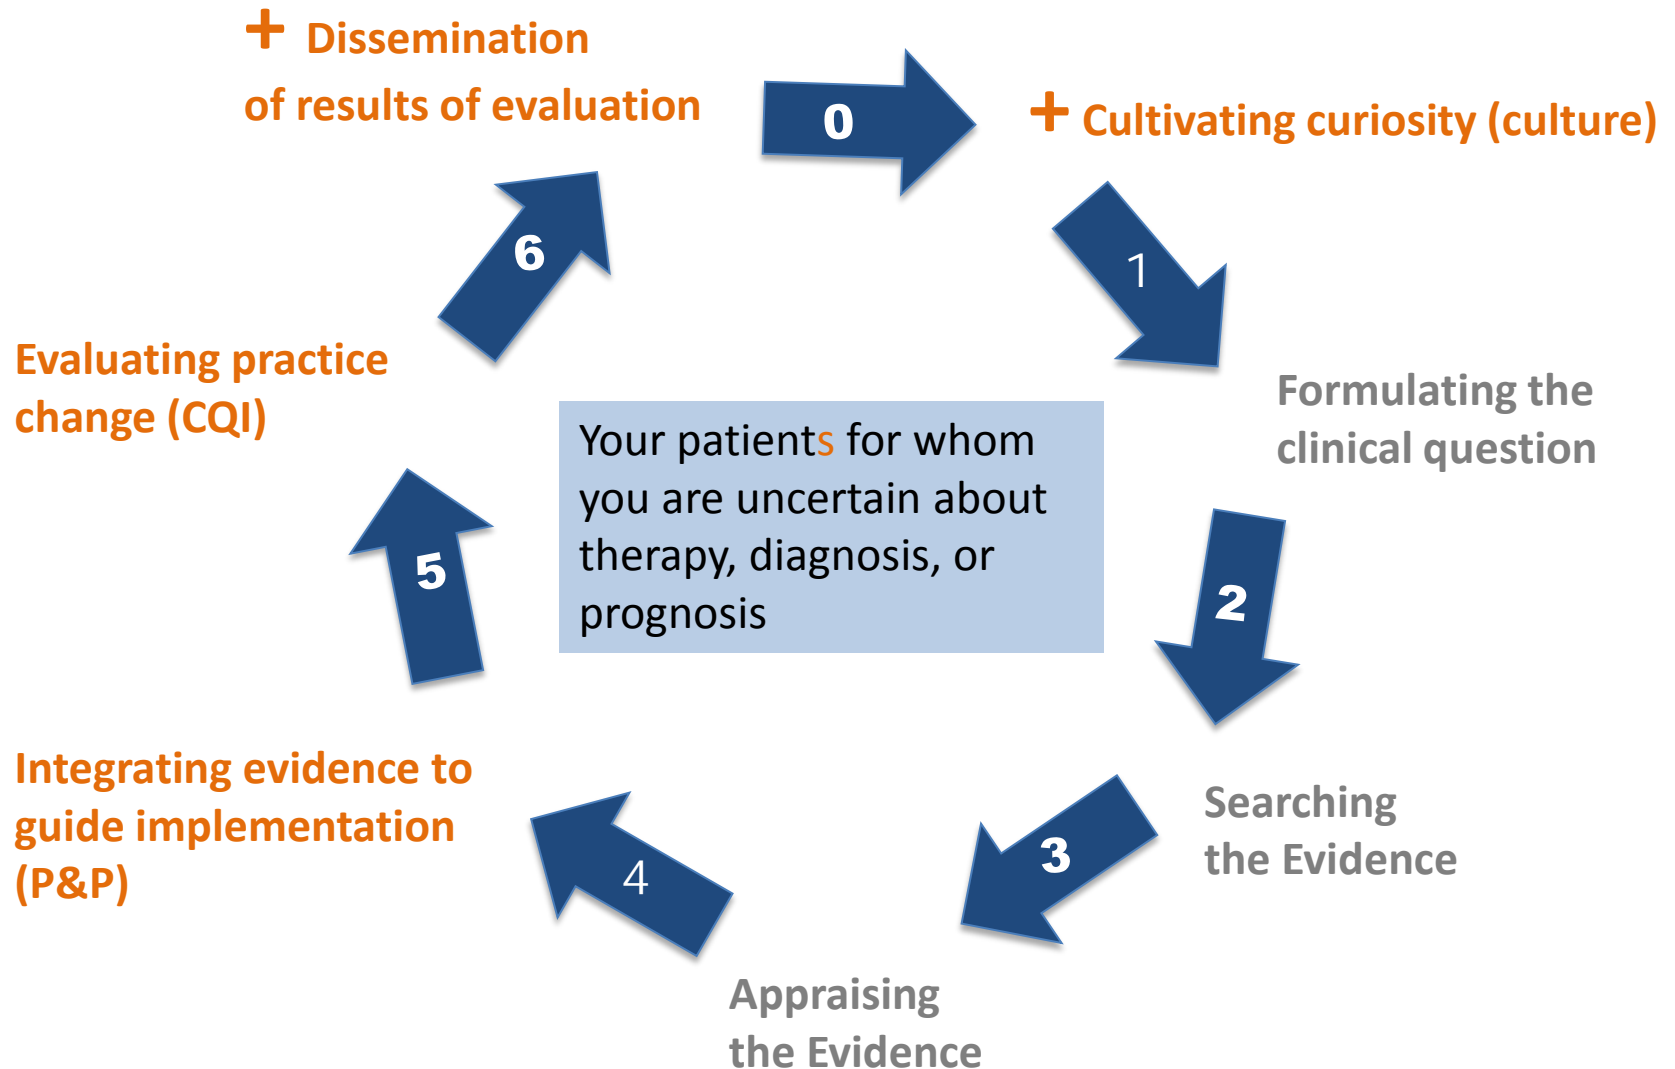 + Dissemination
of results of evaluation
0
+ Cultivating curiosity (culture)
1
Formulating the
clinical question
2
Searching
the Evidence
3
Appraising
the Evidence
4
Integrating evidence to
guide implementation
(P&P)
5
Evaluating practice
change (CQI)
6
Your patients for whom
you are uncertain about
therapy, diagnosis, or
prognosis